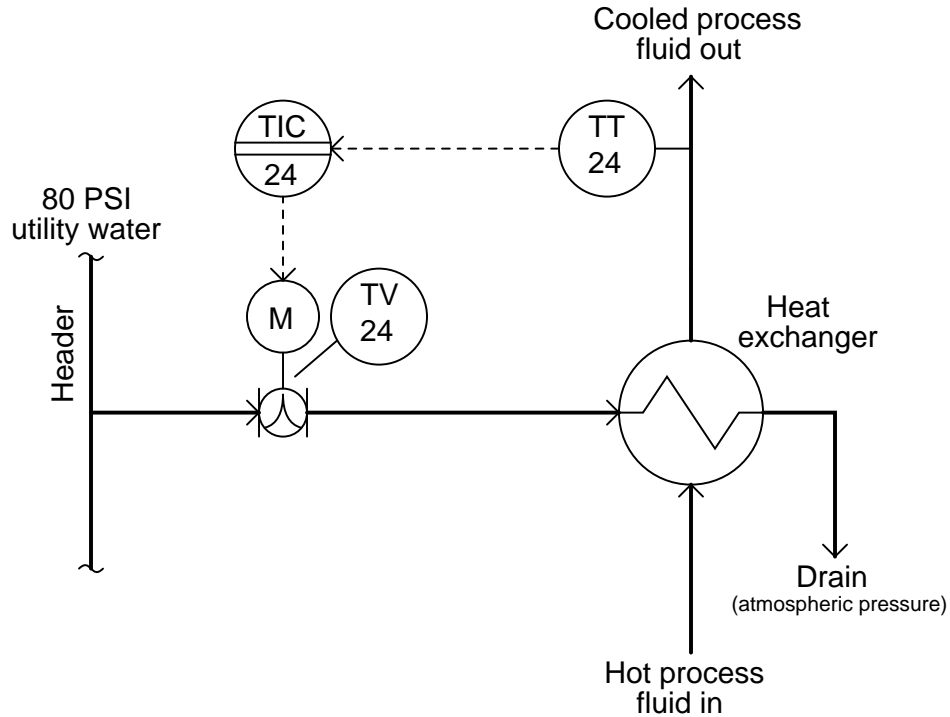 Cooled process
fluid out
TIC
24
TT
24
80 PSI
utility water
Header
M
TV
24
Heat
exchanger
Drain
(atmospheric pressure)
Hot process
fluid in